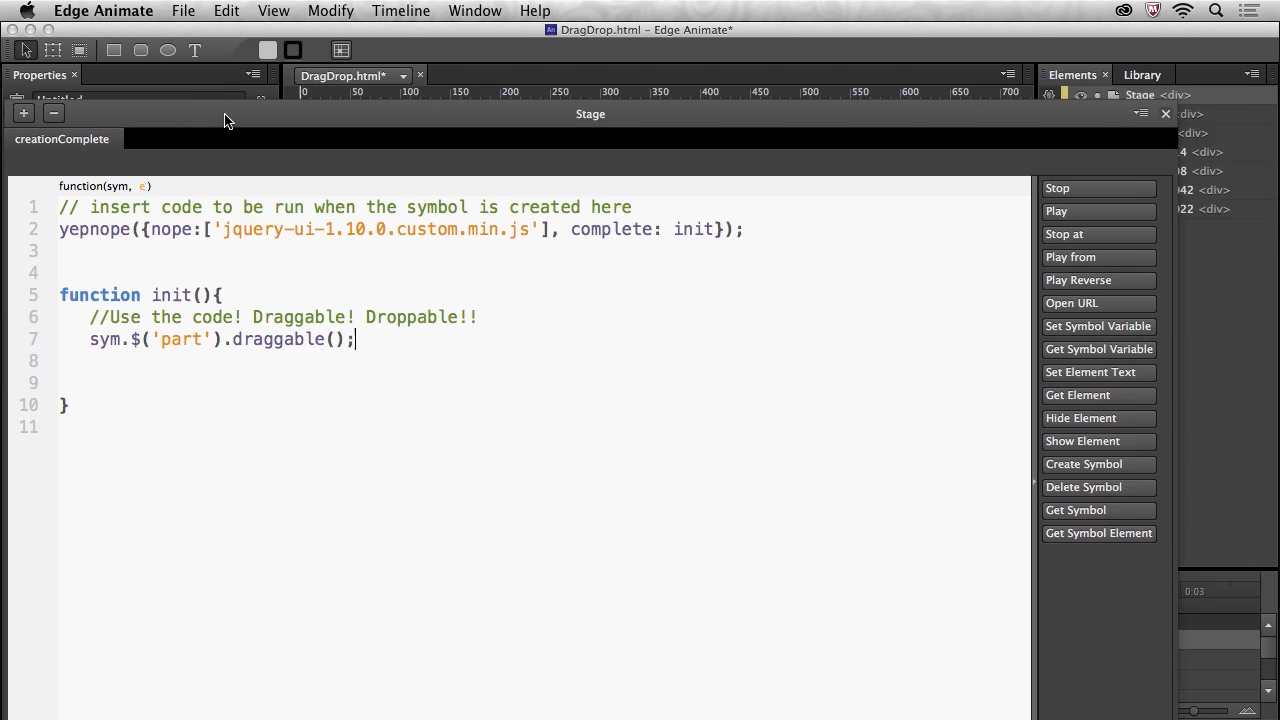 Edge Animate File Edit View Modify Timeline Window Help
An DragDrop.html – Edge Animate*
T
Properties × DragDrop.html* × Elements × Library
0 50 100 150 200 250 300 350 400 450 500 550 600 650 700
Stage <div>
+ − Stage × div>
creationComplete <div>
4 <div>
8 <div>
042 <div>
022 <div>
function(sym, e)
1 // insert code to be run when the symbol is created here
2 yepnope({nope:['jquery-ui-1.10.0.custom.min.js'], complete: init});
3
4
5 function init(){
6 //Use the code! Draggable! Droppable!!
7 sym.$('part').draggable();
8
9
10 }
11
Stop
Play
Stop at
Play from
Play Reverse
Open URL
Set Symbol Variable
Get Symbol Variable
Set Element Text
Get Element
Hide Element
Show Element
Create Symbol
Delete Symbol
Get Symbol
Get Symbol Element
0:03